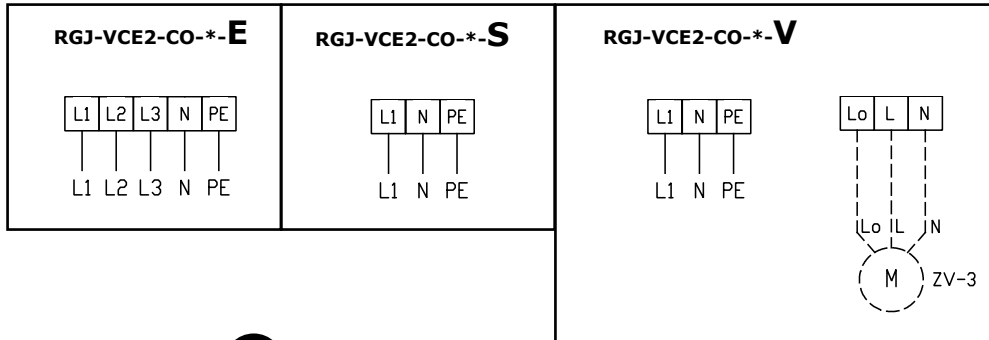 RGJ-VCE2-CO-*-E
L1 L2 L3 N PE
L1 L2 L3 N PE
RGJ-VCE2-CO-*-S
L1 N PE
L1 N PE
RGJ-VCE2-CO-*-V
L1 N PE
L1 N PE
Lo L N
Lo L N
M ZV-3